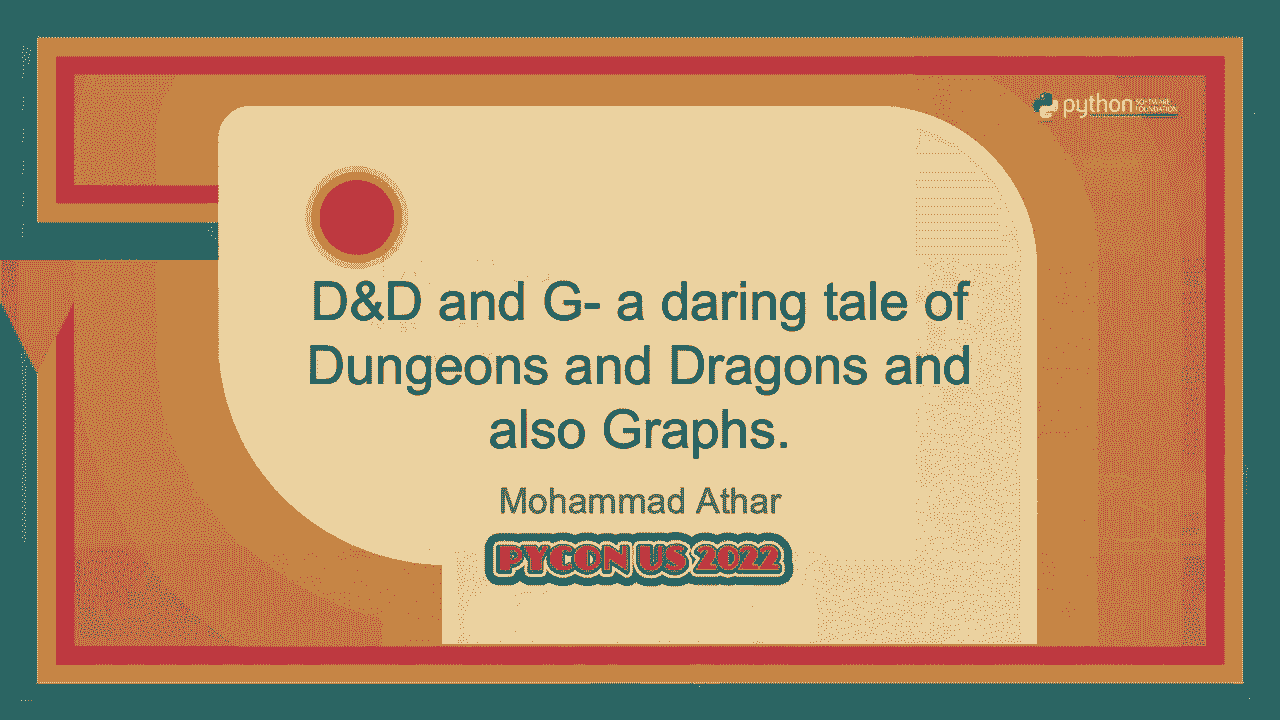 python SOFTWARE
FOUNDATION
D&D and G- a daring tale of
Dungeons and Dragons and
also Graphs.
Mohammad Athar
PYCON US 2022